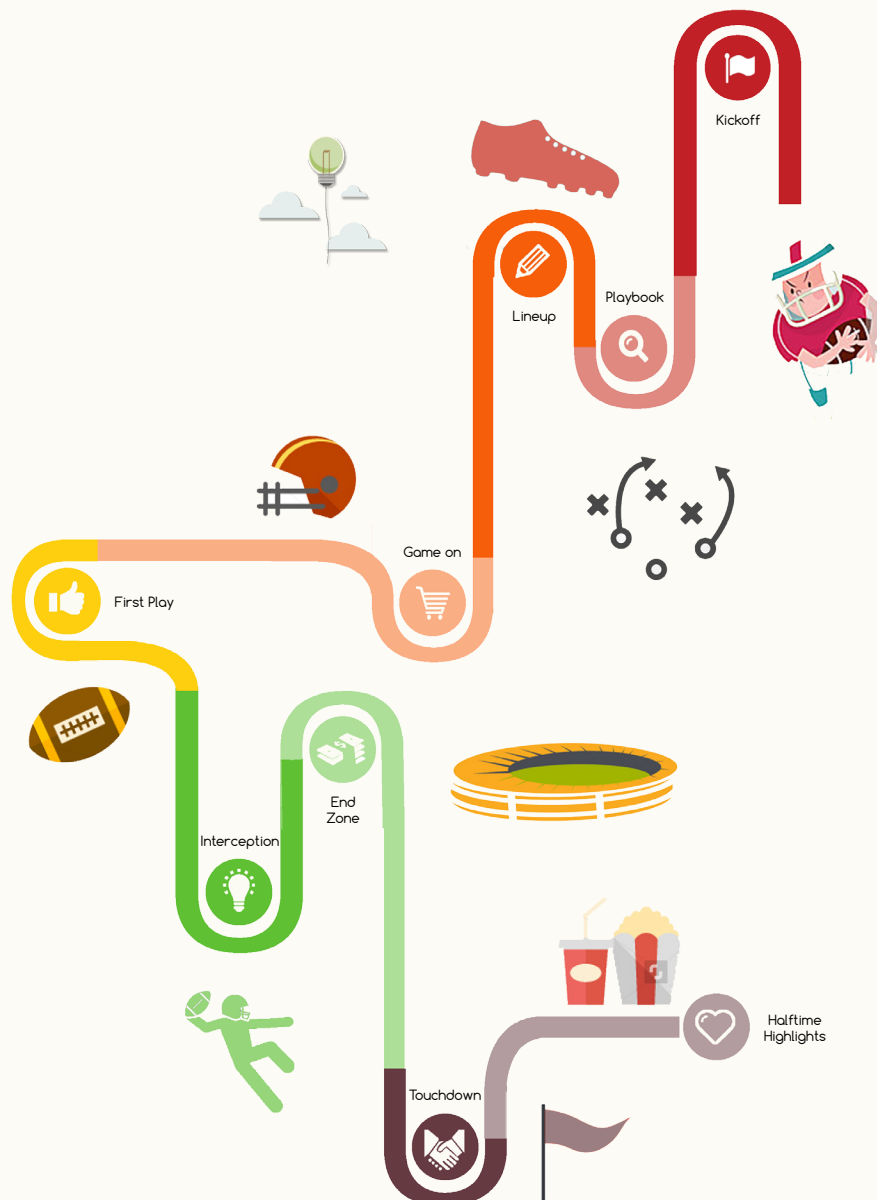 Kickoff
Playbook
Lineup
Game on
First Play
End
Zone
Interception
Halftime
Highlights
Touchdown